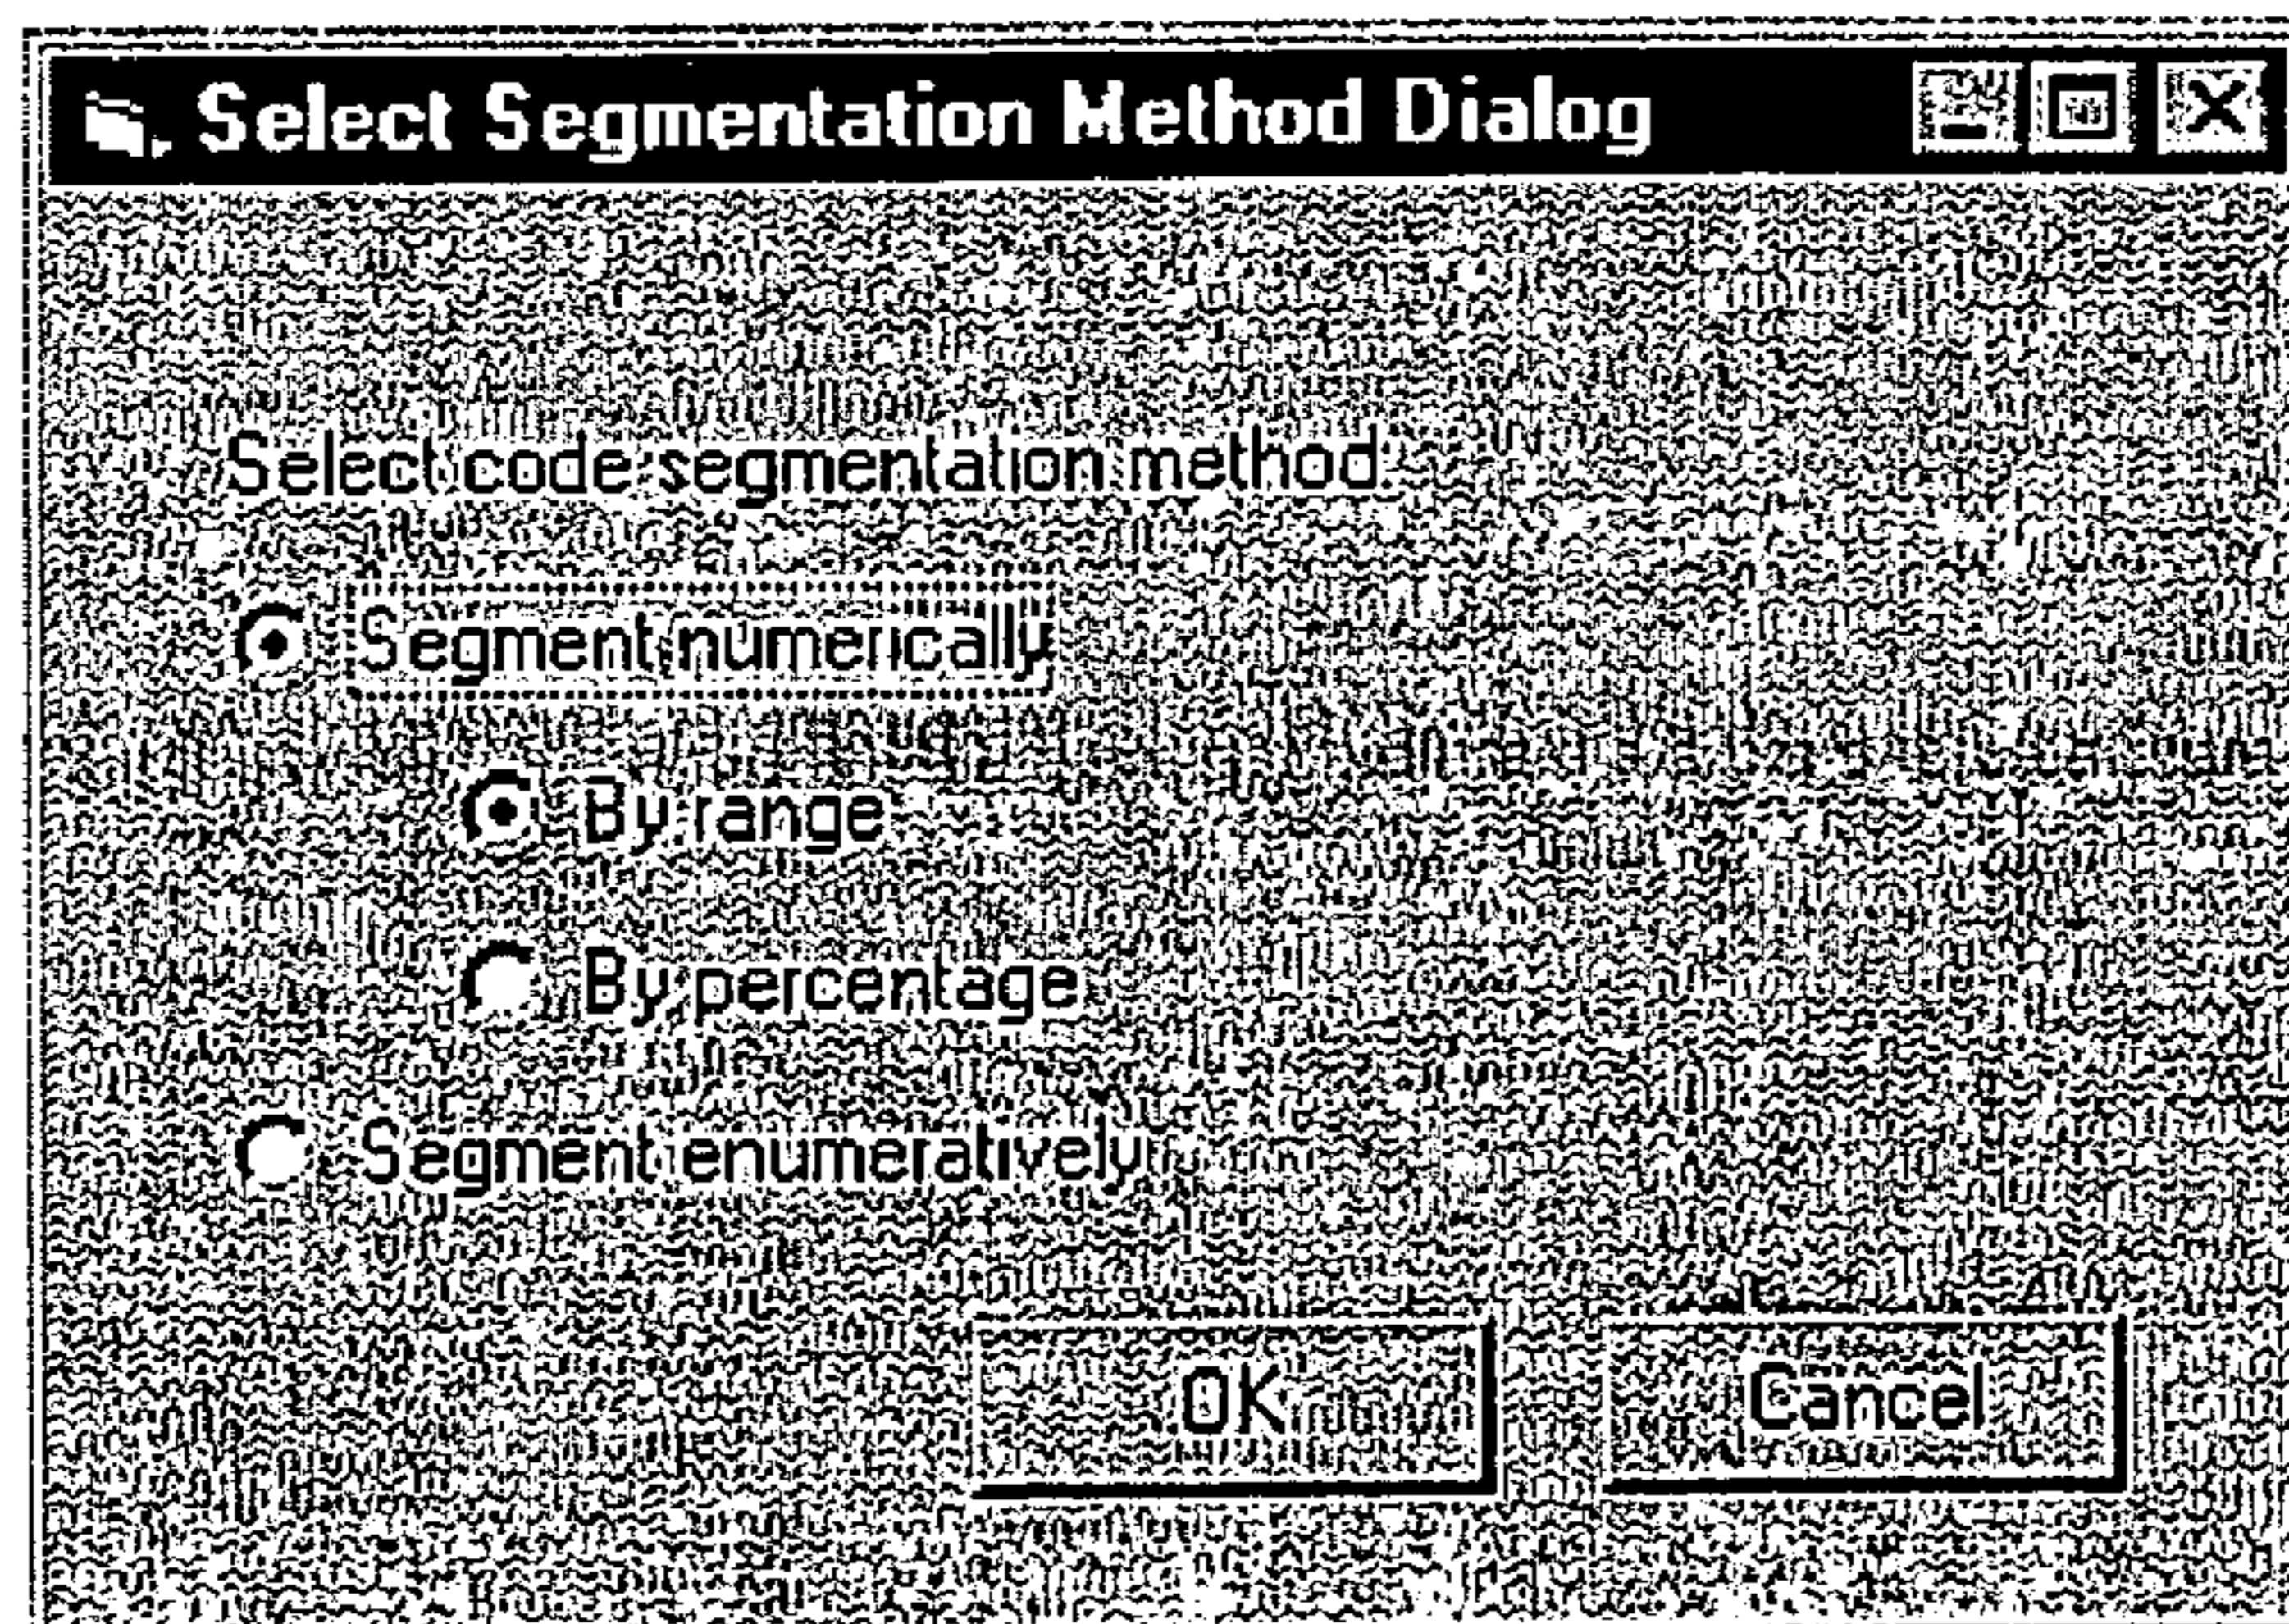 Select Segmentation Method Dialog
Select code segmentation method:
Segment numerically
By range
By percentage
Segment enumeratively
OK
Cancel